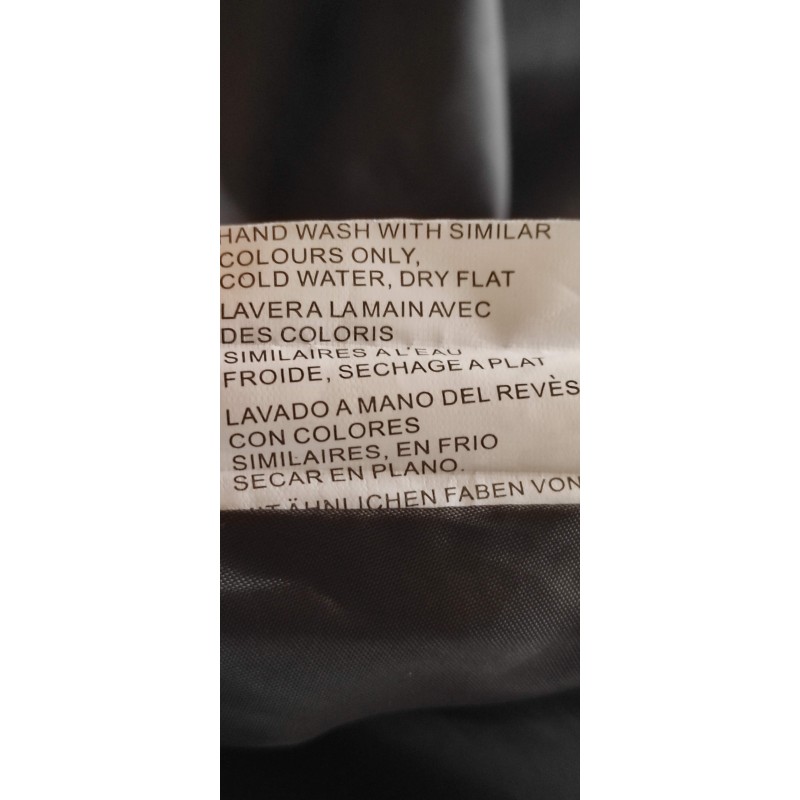 HAND WASH WITH SIMILAR
COLOURS ONLY,
COLD WATER, DRY FLAT
LAVER A LA MAIN AVEC
DES COLORIS
SIMILAIRES A L'EAU
FROIDE, SECHAGE A PLAT
LAVADO A MANO DEL REVÈS
CON COLORES
SIMILAIRES, EN FRIO
SECAR EN PLANO.
ÄHNLICHEN FABEN VON